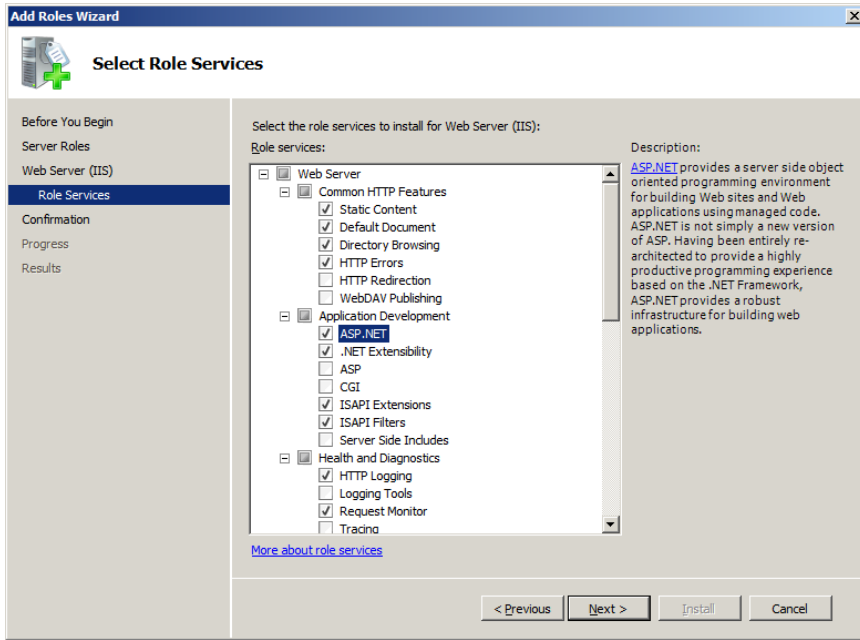 Add Roles Wizard
Select Role Services
Before You Begin
Server Roles
Web Server (IIS)
Role Services
Confirmation
Progress
Results
Select the role services to install for Web Server (IIS):
Role services:
Web Server
Common HTTP Features
Static Content
Default Document
Directory Browsing
HTTP Errors
HTTP Redirection
WebDAV Publishing
Application Development
ASP.NET
.NET Extensibility
ASP
CGI
ISAPI Extensions
ISAPI Filters
Server Side Includes
Health and Diagnostics
HTTP Logging
Logging Tools
Request Monitor
Tracing
More about role services
Description:
ASP.NET provides a server side object
oriented programming environment
for building Web sites and Web
applications using managed code.
ASP.NET is not simply a new version
of ASP. Having been entirely re-
architected to provide a highly
productive programming experience
based on the .NET Framework,
ASP.NET provides a robust
infrastructure for building web
applications.
< Previous
Next >
Install
Cancel